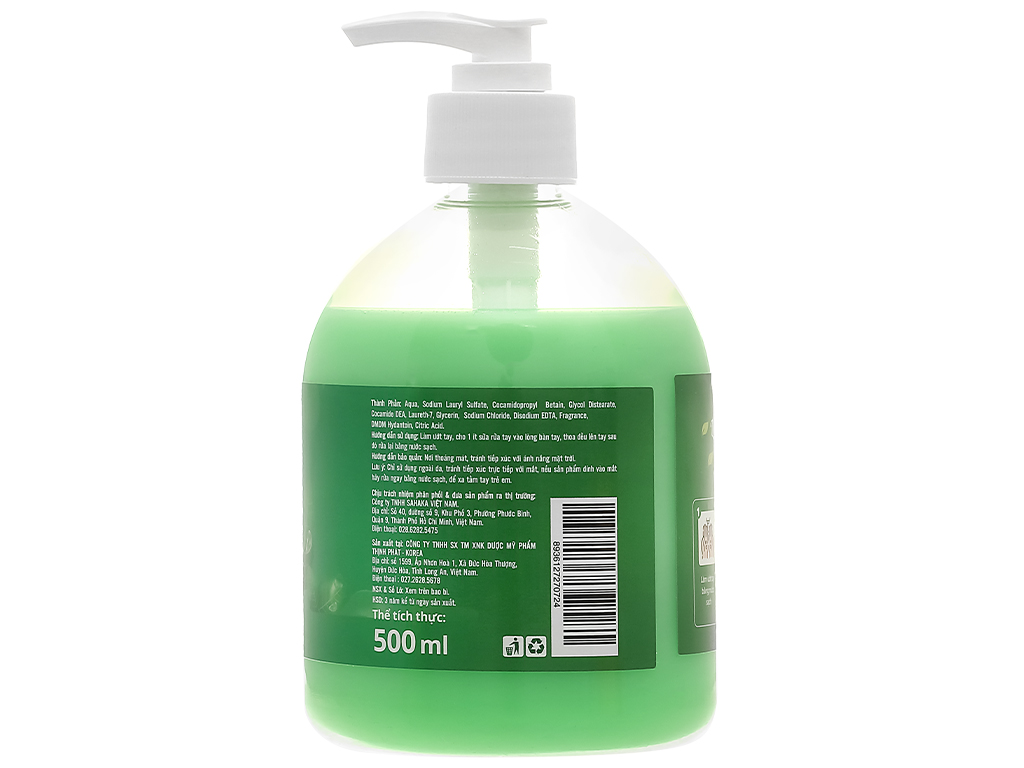 Thành Phần: Aqua, Sodium Lauryl Sulfate, Cocamidopropyl Betain, Glycol Distearate,
Cocamide DEA, Laureth-7, Glycerin, Sodium Chloride, Disodium EDTA, Fragrance,
DMDM Hydantoin, Citric Acid.
Hướng dẫn sử dụng: Làm ướt tay, cho 1 ít sữa rửa tay vào lòng bàn tay, thoa đều lên tay sau
đó rửa lại bằng nước sạch.
Hướng dẫn bảo quản: Nơi thoáng mát, tránh tiếp xúc với ánh nắng mặt trời.
Lưu ý: Chỉ sử dụng ngoài da, tránh tiếp xúc trực tiếp với mắt, nếu sản phẩm dính vào mắt
hãy rửa ngay bằng nước sạch, để xa tầm tay trẻ em.
Chịu trách nhiệm phân phối & đưa sản phẩm ra thị trường:
Công ty TNHH SAHAKA VIỆT NAM.
Địa chỉ: Số 40, đường số 9, Khu Phố 3, Phường Phước Bình,
Quận 9, Thành Phố Hồ Chí Minh, Việt Nam.
Điện thoại: 028.6282.5475
Sản xuất tại: CÔNG TY TNHH SX TM XNK DƯỢC MỸ PHẨM
THỊNH PHÁT - KOREA
Địa chỉ: số 1599, Ấp Nhơn Hoà 1, Xã Đức Hòa Thượng,
Huyện Đức Hòa, Tỉnh Long An, Việt Nam.
Điện thoại : 027.2628.5678
NSX & Số Lô: Xem trên bao bì.
HSD: 3 năm kể từ ngày sản xuất.
Thể tích thực:
500 ml
8936127270724
1